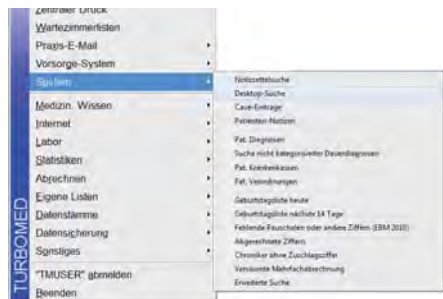 Zentraler Druck
Wartezimmerlisten
Praxis-E-Mail
Vorsorge-System
Suchen
Medizin. Wissen
Internet
Labor
Statistiken
Abrechnen
Eigene Listen
Datenstämme
Datensicherung
Sonstiges
"TMUSER" abmelden
Beenden
TURBOMED
Notizzettelsuche
Desktop-Suche
Cave-Einträge
Patienten-Notizen
Pat. Diagnosen
Suche nicht kategorisierter Dauerdiagnosen
Pat. Krankenkassen
Pat. Verordnungen
Geburtstagsliste heute
Geburtstagsliste nächste 14 Tage
Fehlende Pauschalen oder andere Ziffern (EBM 2010)
Abgerechnete Ziffern
Chroniker ohne Zuschlagsziffer
Versäumte Mehrfachabrechnung
Erweiterte Suche